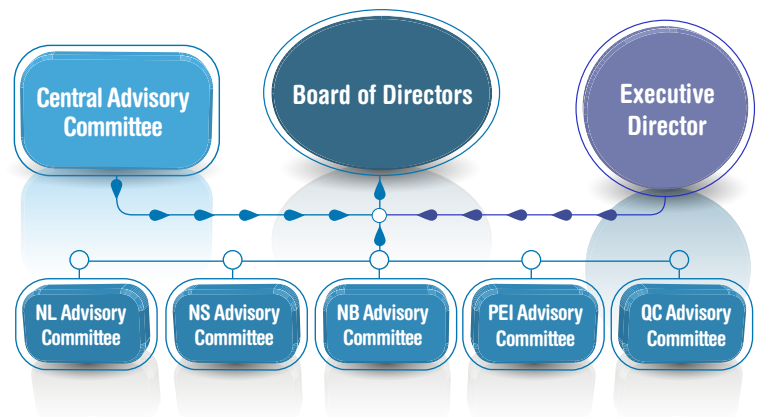 Central Advisory
Committee
Board of Directors
Executive
Director
NL Advisory
Committee
NS Advisory
Committee
NB Advisory
Committee
PEI Advisory
Committee
QC Advisory
Committee